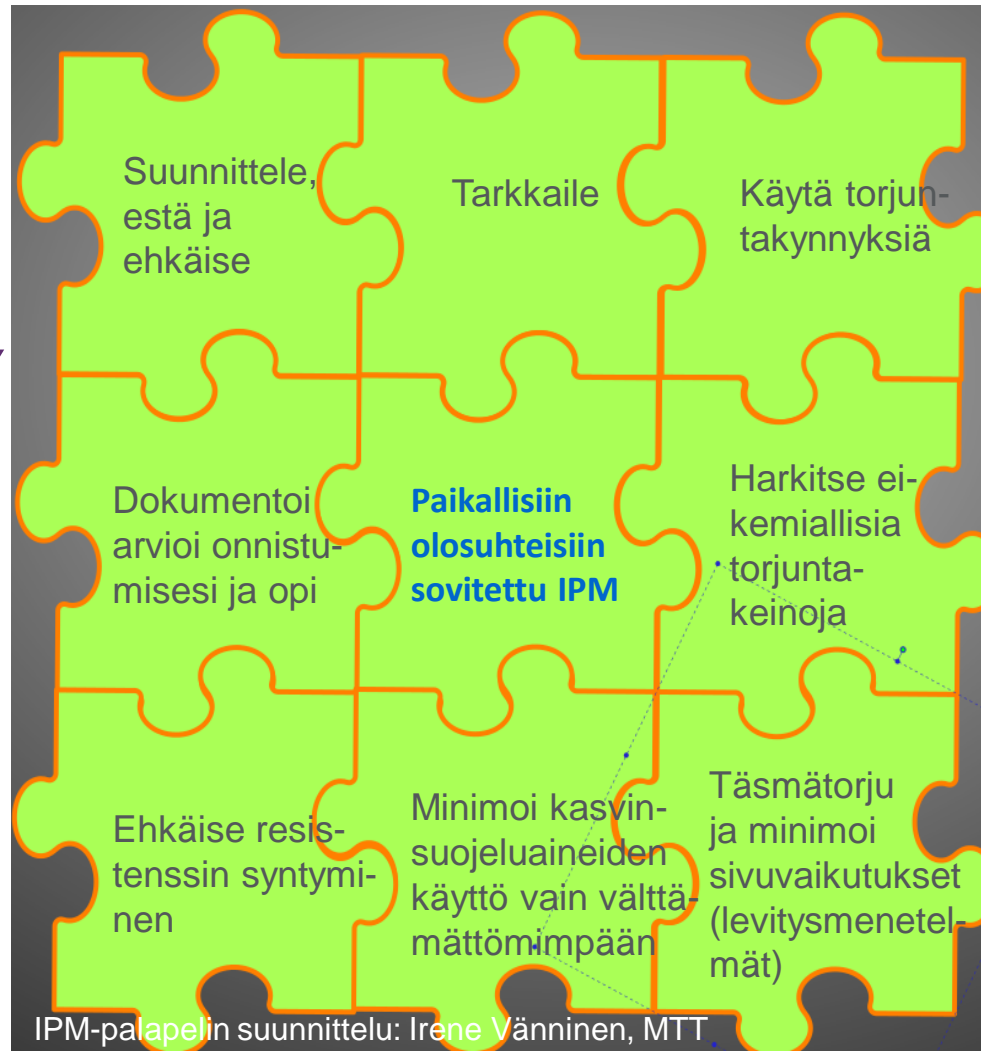 Suunnittele,
estä ja
ehkäise
Tarkkaile
Käytä torjun-
takynnyksiä
Dokumentoi
arvioi onnistu-
misesi ja opi
Paikallisiin
olosuhteisiin
sovitettu IPM
Harkitse ei-
kemiallisia
torjunta-
keinoja
Ehkäise resis-
tenssin syntymi-
nen
Minimoi kasvin-
suojeluaineiden
käyttö vain välttä-
mättömimpään
Täsmätorju
ja minimoi
sivuvaikutukset
(levitysmenetel-
mät)
IPM-palapelin suunnittelu: Irene Vänninen, MTT